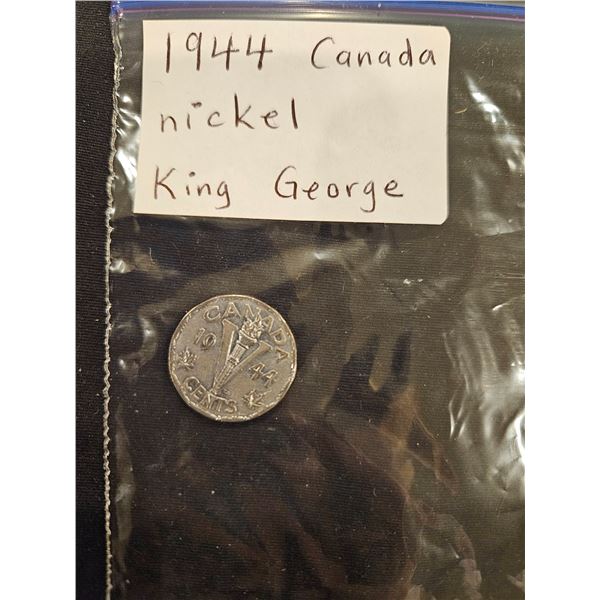 1944 Canada
nickel
King George
CANADA
19 44
CENTS